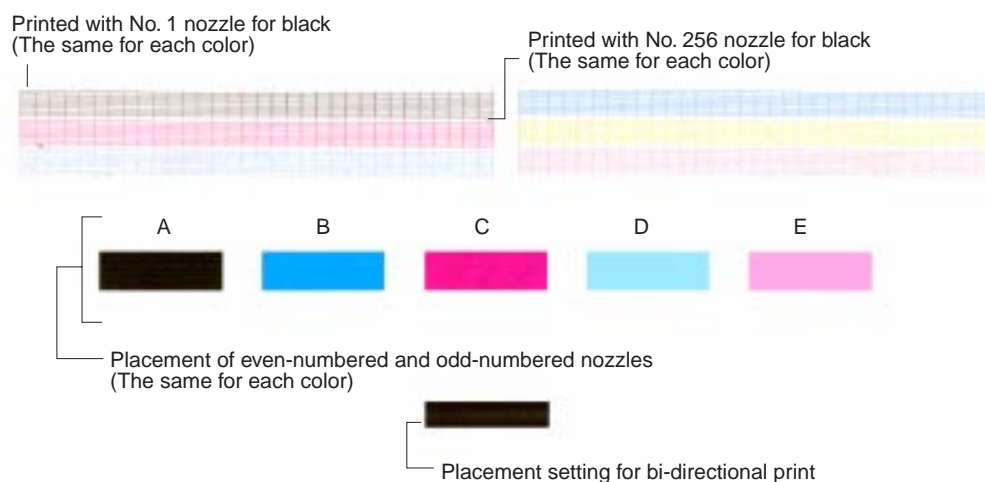 Printed with No. 1 nozzle for black
(The same for each color)
Printed with No. 256 nozzle for black
(The same for each color)
A B C D E
Placement of even-numbered and odd-numbered nozzles
(The same for each color)
Placement setting for bi-directional print